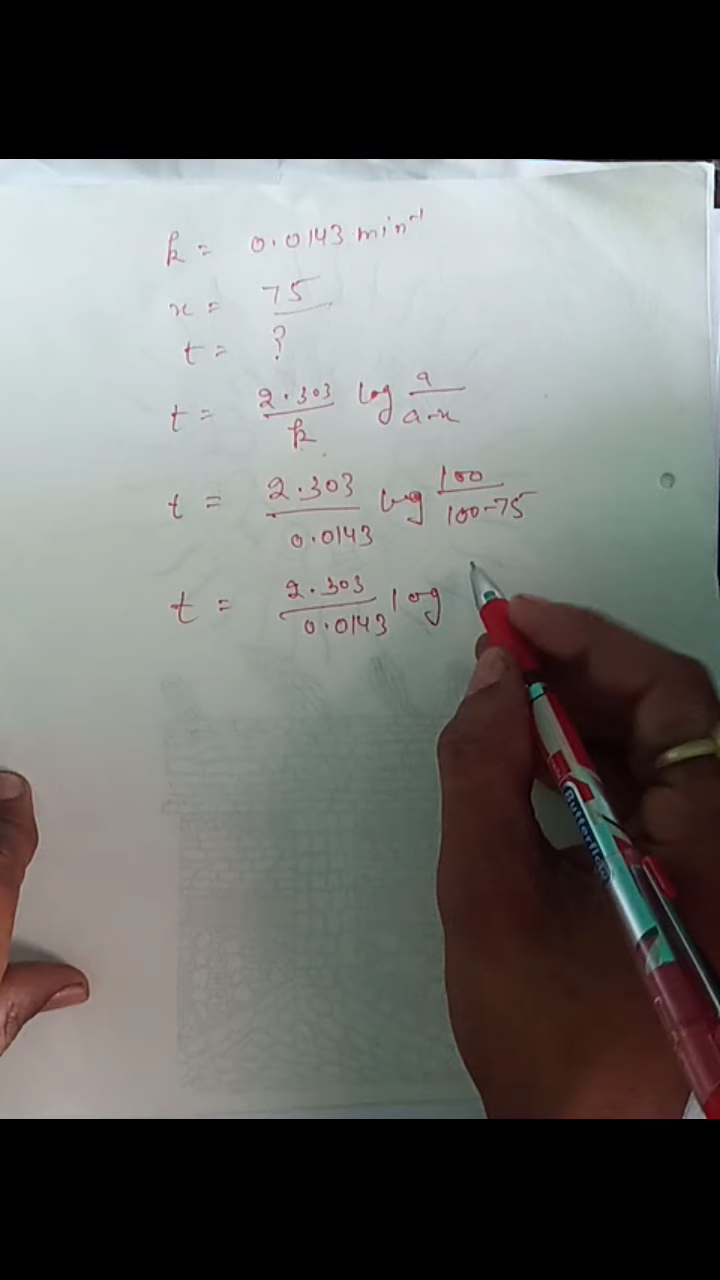 k = 0.0143 min⁻¹
x = 75
t = ?
t = 2.303/k log a/a-x
t = 2.303/0.0143 log 100/100-75
t = 2.303/0.0143 log
Butterflow